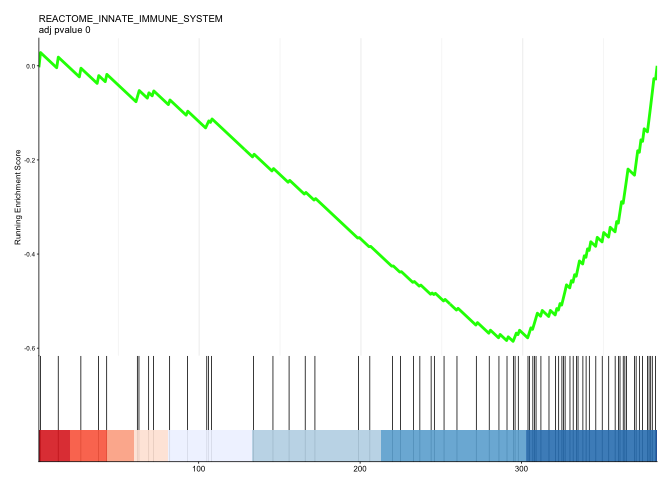 REACTOME_INNATE_IMMUNE_SYSTEM
adj pvalue 0
Running Enrichment Score
0.0
-0.2
-0.4
-0.6
100
200
300